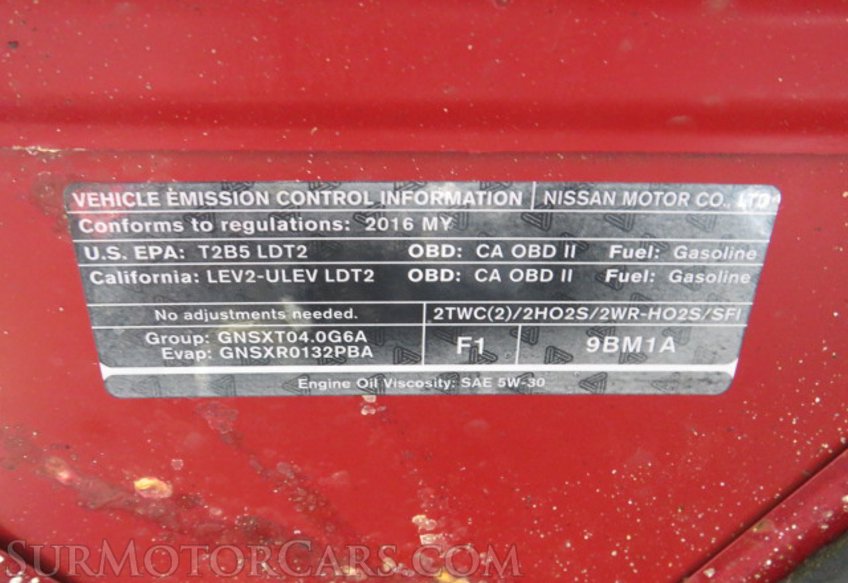 VEHICLE EMISSION CONTROL INFORMATION NISSAN MOTOR CO., LTD
Conforms to regulations: 2016 MY
U.S. EPA: T2B5 LDT2 OBD: CA OBD II Fuel: Gasoline
California: LEV2-ULEV LDT2 OBD: CA OBD II Fuel: Gasoline
No adjustments needed. 2TWC(2)/2HO2S/2WR-HO2S/SFI
Group: GNSXT04.0G6A
Evap: GNSXR0132PBA
F1 9BM1A
Engine Oil Viscosity: SAE 5W-30
SURMOTORCARS.COM